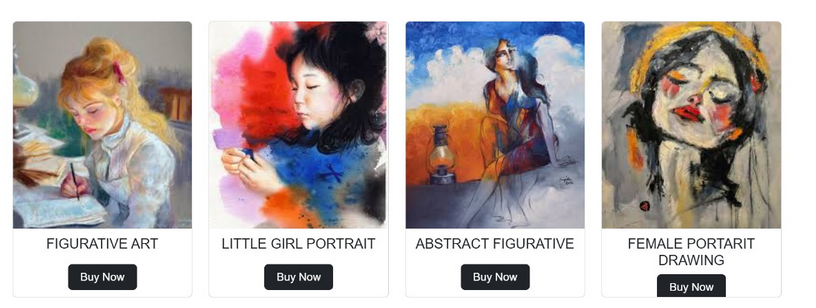 FIGURATIVE ART
Buy Now
LITTLE GIRL PORTRAIT
Buy Now
ABSTRACT FIGURATIVE
Buy Now
FEMALE PORTARIT
DRAWING
Buy Now